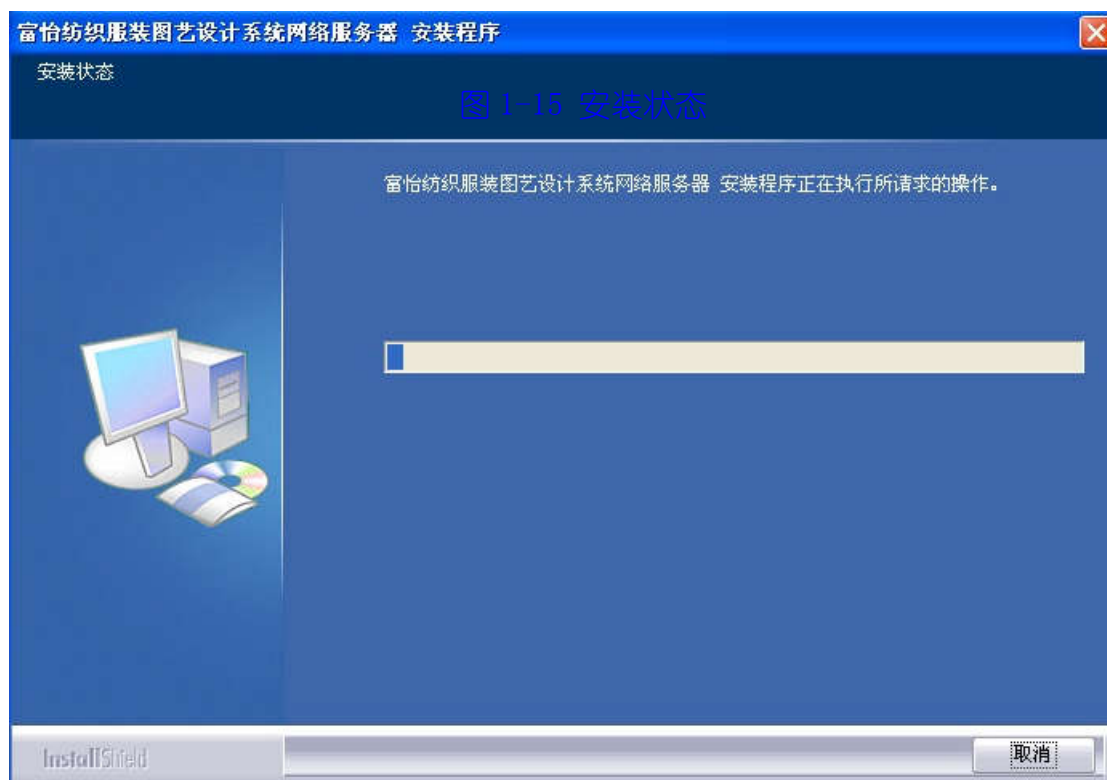 富怡纺织服装图艺设计系统网络服务器 安装程序
安装状态
图 1-15 安装状态
富怡纺织服装图艺设计系统网络服务器 安装程序正在执行所请求的操作。
InstallShield
取消